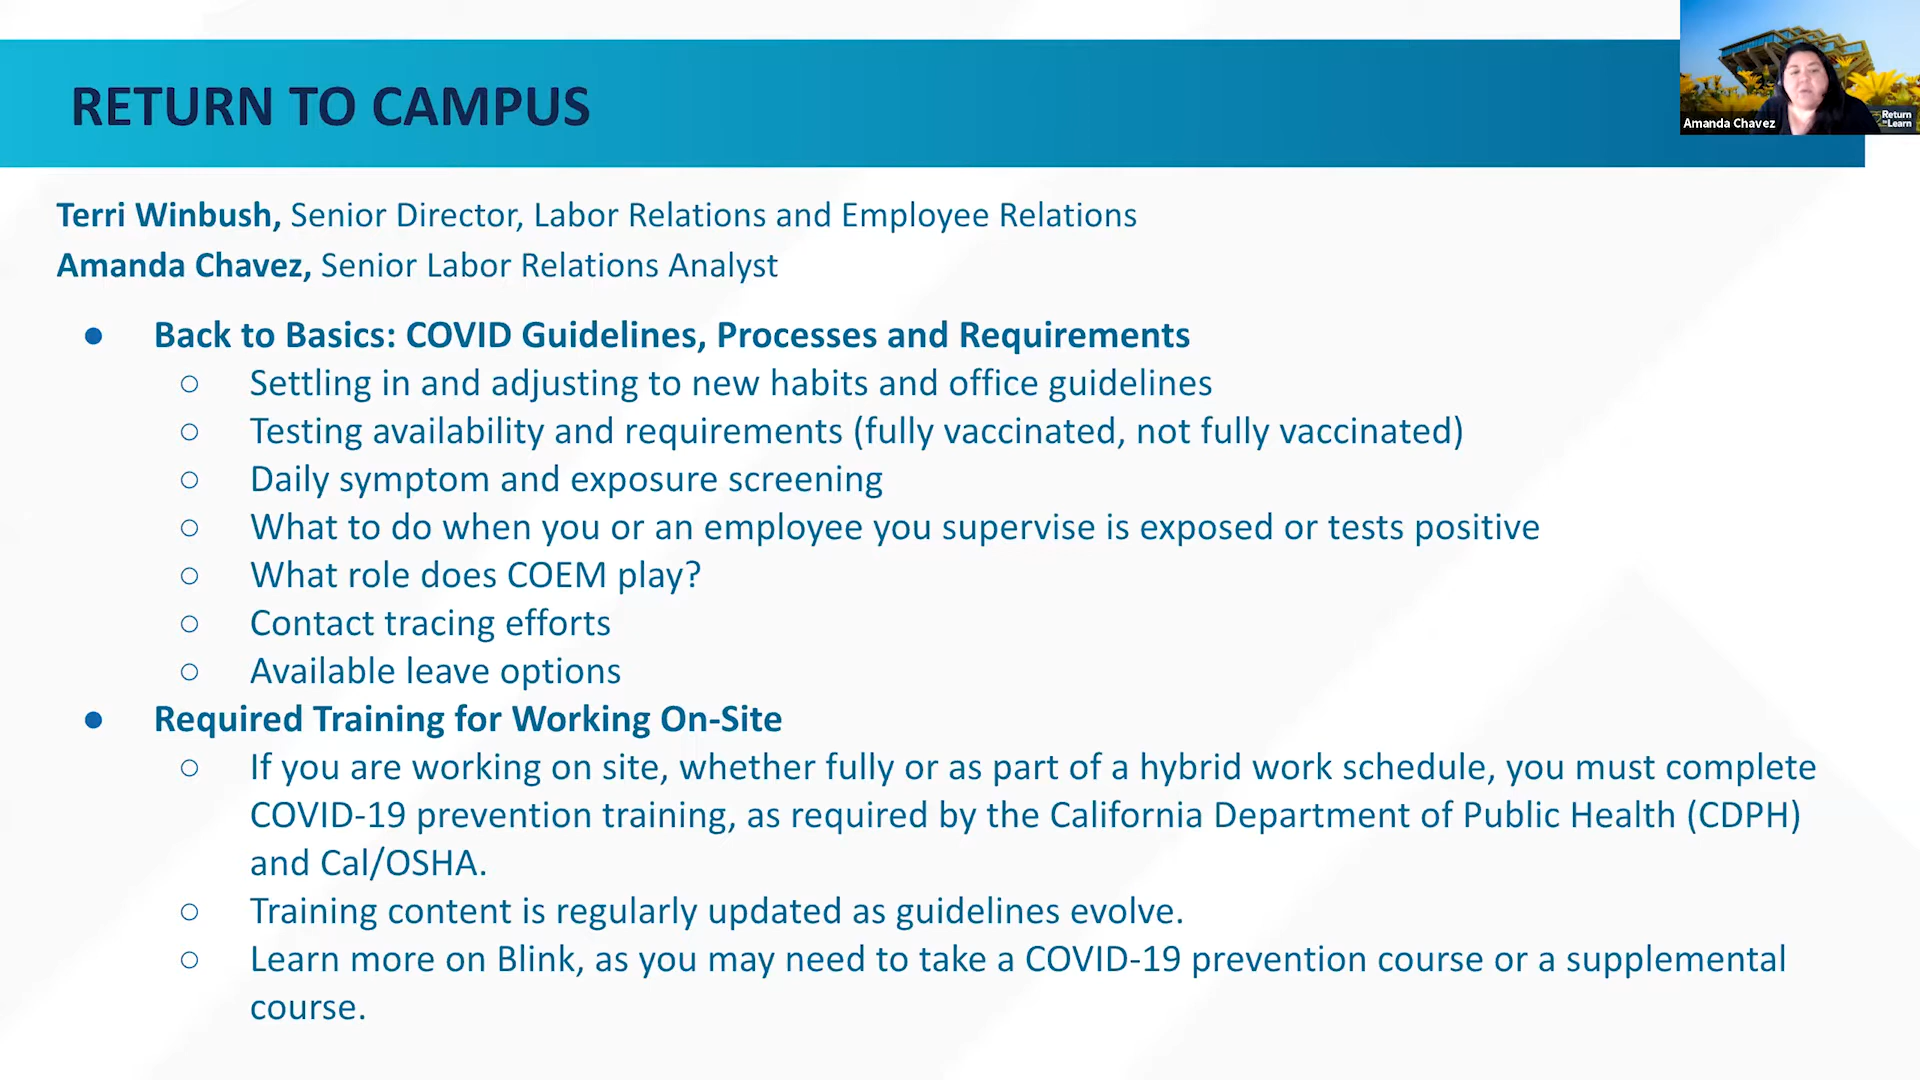 RETURN TO CAMPUS
Amanda Chavez
Return
to Learn
Terri Winbush, Senior Director, Labor Relations and Employee Relations
Amanda Chavez, Senior Labor Relations Analyst
● Back to Basics: COVID Guidelines, Processes and Requirements
○ Settling in and adjusting to new habits and office guidelines
○ Testing availability and requirements (fully vaccinated, not fully vaccinated)
○ Daily symptom and exposure screening
○ What to do when you or an employee you supervise is exposed or tests positive
○ What role does COEM play?
○ Contact tracing efforts
○ Available leave options
● Required Training for Working On-Site
○ If you are working on site, whether fully or as part of a hybrid work schedule, you must complete
COVID-19 prevention training, as required by the California Department of Public Health (CDPH)
and Cal/OSHA.
○ Training content is regularly updated as guidelines evolve.
○ Learn more on Blink, as you may need to take a COVID-19 prevention course or a supplemental
course.